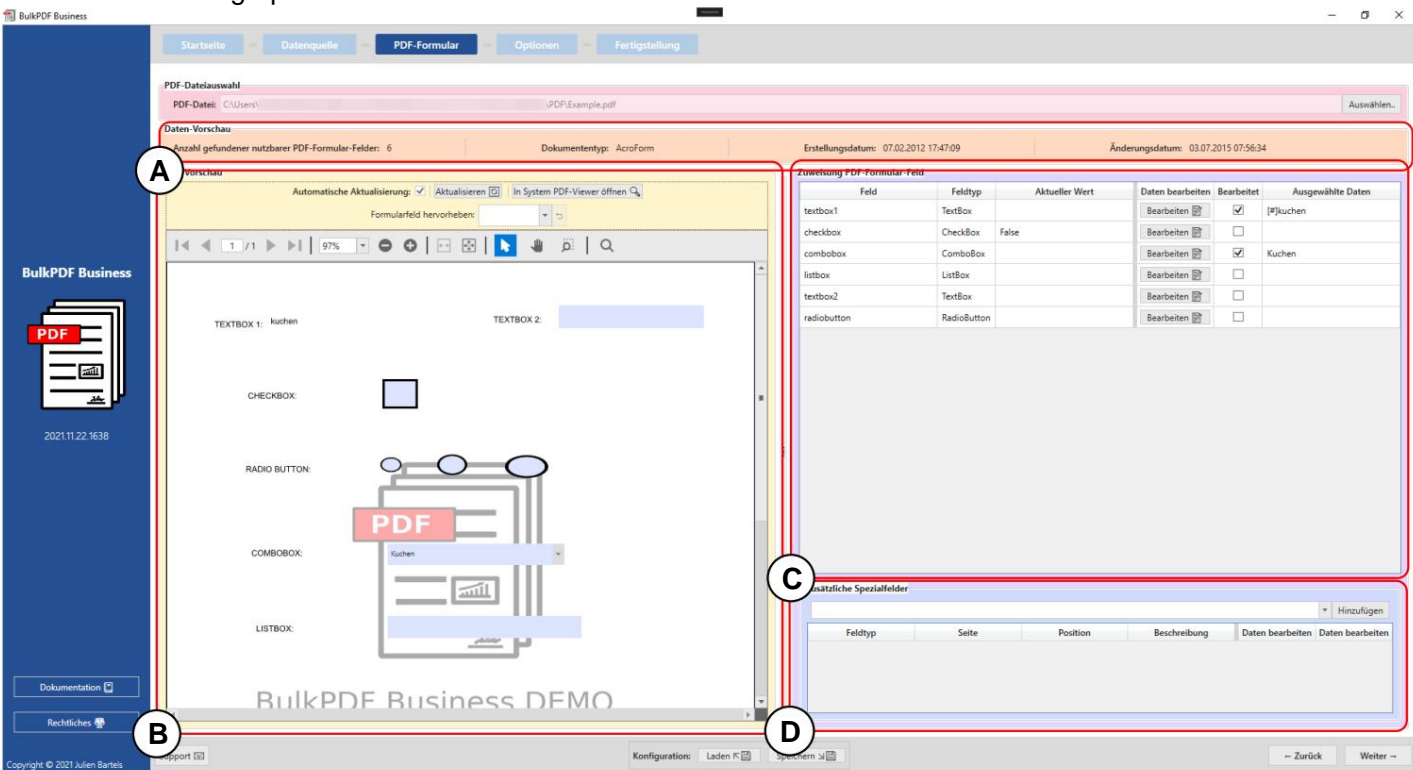 BulkPDF Business
Startseite
Datenquelle
PDF-Formular
Optionen
Fertigstellung
PDF-Dateiauswahl
PDF-Datei: C:\Users\ \PDF\Example.pdf Auswählen..
Daten-Vorschau
Anzahl gefundener nutzbarer PDF-Formular-Felder: 6 Dokumententyp: AcroForm Erstellungsdatum: 07.02.2012 17:47:09 Änderungsdatum: 03.07.2015 07:56:34
A
Vorschau
Automatische Aktualisierung: Aktualisieren In System PDF-Viewer öffnen
Formularfeld hervorheben:
1 / 1 97%
TEXTBOX 1: kuchen TEXTBOX 2:
CHECKBOX:
RADIO BUTTON:
PDF
COMBOBOX: Kuchen
LISTBOX:
BulkPDF Business DEMO
B
Zuweisung PDF-Formular-Feld
Feld Feldtyp Aktueller Wert Daten bearbeiten Bearbeitet Ausgewählte Daten
textbox1 TextBox Bearbeiten [#]kuchen
checkbox CheckBox False Bearbeiten
combobox ComboBox Bearbeiten Kuchen
listbox ListBox Bearbeiten
textbox2 TextBox Bearbeiten
radiobutton RadioButton Bearbeiten
C
usätzliche Spezialfelder
Hinzufügen
Feldtyp Seite Position Beschreibung Daten bearbeiten Daten bearbeiten
D
BulkPDF Business
PDF
2021.11.22.1638
Dokumentation
Rechtliches
Copyright © 2021 Julien Bartels
upport
Konfiguration: Laden Speichern
← Zurück Weiter →